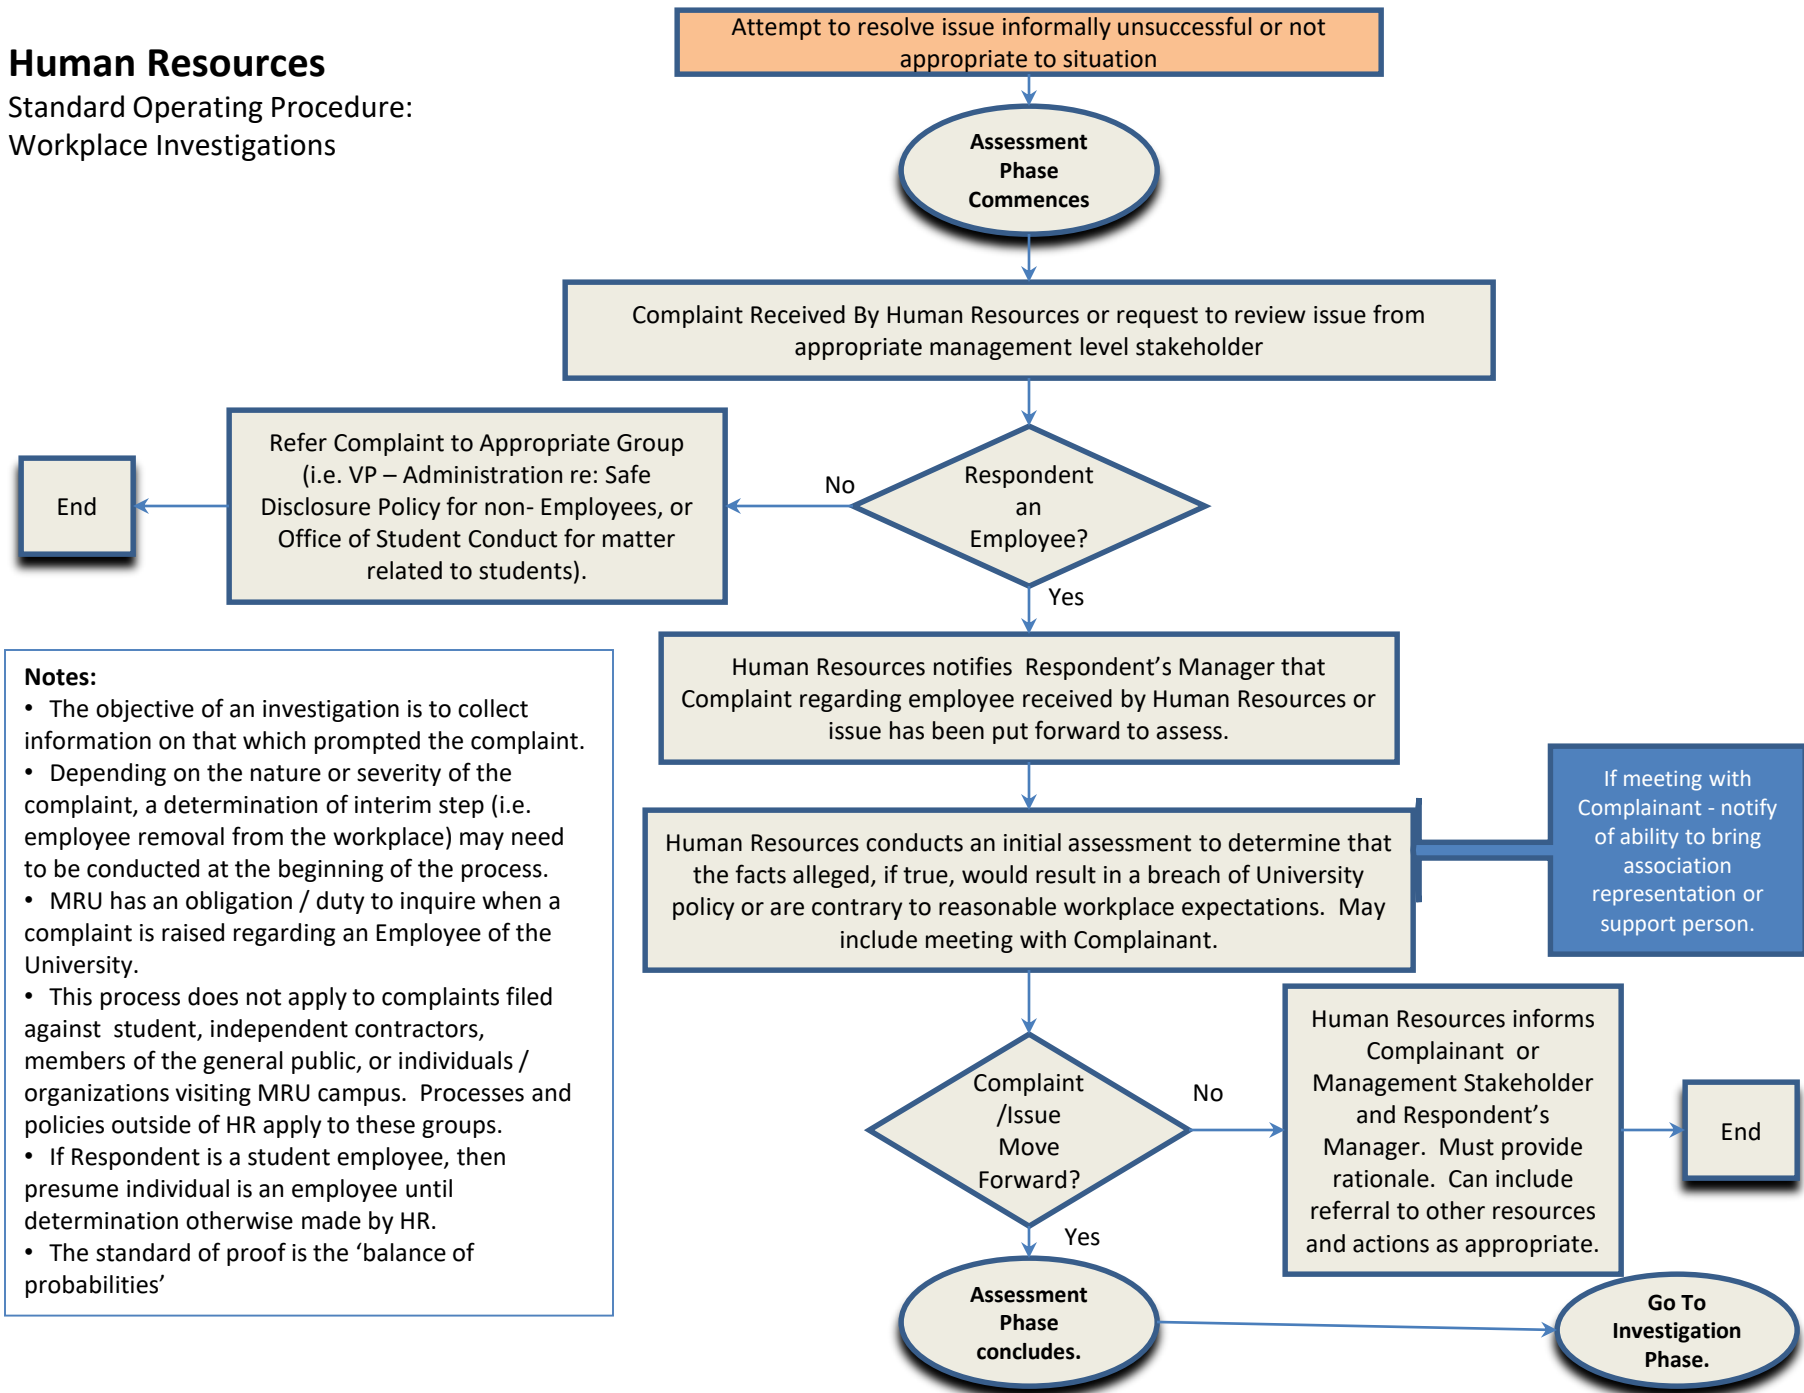 Human Resources
Standard Operating Procedure:
Workplace Investigations
Attempt to resolve issue informally unsuccessful or not
appropriate to situation
Assessment
Phase
Commences
Complaint Received By Human Resources or request to review issue from
appropriate management level stakeholder
Respondent
an
Employee?
No
Refer Complaint to Appropriate Group
(i.e. VP – Administration re: Safe
Disclosure Policy for non- Employees, or
Office of Student Conduct for matter
related to students).
End
Yes
Human Resources notifies  Respondent’s Manager that
Complaint regarding employee received by Human Resources or
issue has been put forward to assess.
Human Resources conducts an initial assessment to determine that
the facts alleged, if true, would result in a breach of University
policy or are contrary to reasonable workplace expectations.  May
include meeting with Complainant.
If meeting with
Complainant - notify
of ability to bring
association
representation or
support person.
Complaint
/Issue
Move
Forward?
No
Human Resources informs
Complainant  or
Management Stakeholder
and Respondent’s
Manager.  Must provide
rationale.  Can include
referral to other resources
and actions as appropriate.
End
Yes
Assessment
Phase
concludes.
Go To
Investigation
Phase.
Notes:
• The objective of an investigation is to collect
information on that which prompted the complaint.
• Depending on the nature or severity of the
complaint, a determination of interim step (i.e.
employee removal from the workplace) may need
to be conducted at the beginning of the process.
• MRU has an obligation / duty to inquire when a
complaint is raised regarding an Employee of the
University.
• This process does not apply to complaints filed
against  student, independent contractors,
members of the general public, or individuals /
organizations visiting MRU campus.  Processes and
policies outside of HR apply to these groups.
• If Respondent is a student employee, then
presume individual is an employee until
determination otherwise made by HR.
• The standard of proof is the ‘balance of
probabilities’